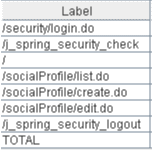 Label
/security/login.do
/j_spring_security_check
/
/socialProfile/list.do
/socialProfile/create.do
/socialProfile/edit.do
/j_spring_security_logout
TOTAL